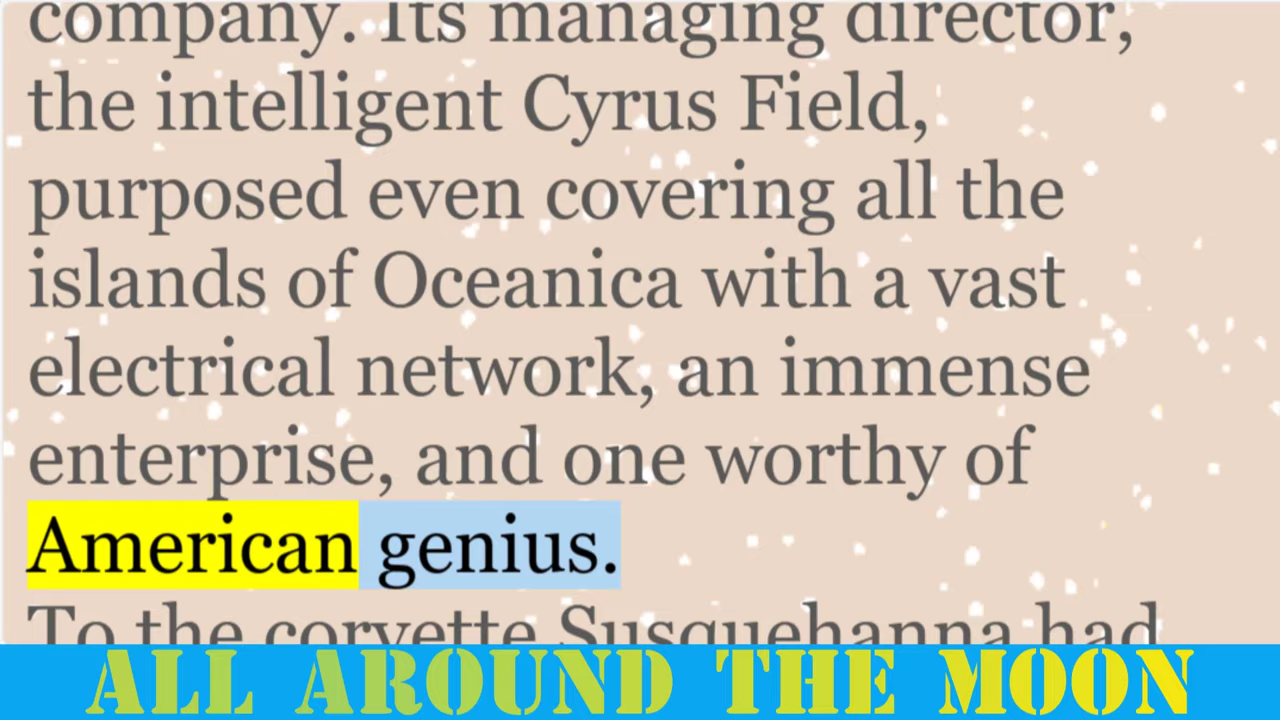 company. Its managing director,
the intelligent Cyrus Field,
purposed even covering all the
islands of Oceanica with a vast
electrical network, an immense
enterprise, and one worthy of
American genius.
To the corvette Susquehanna had
ALL AROUND THE MOON